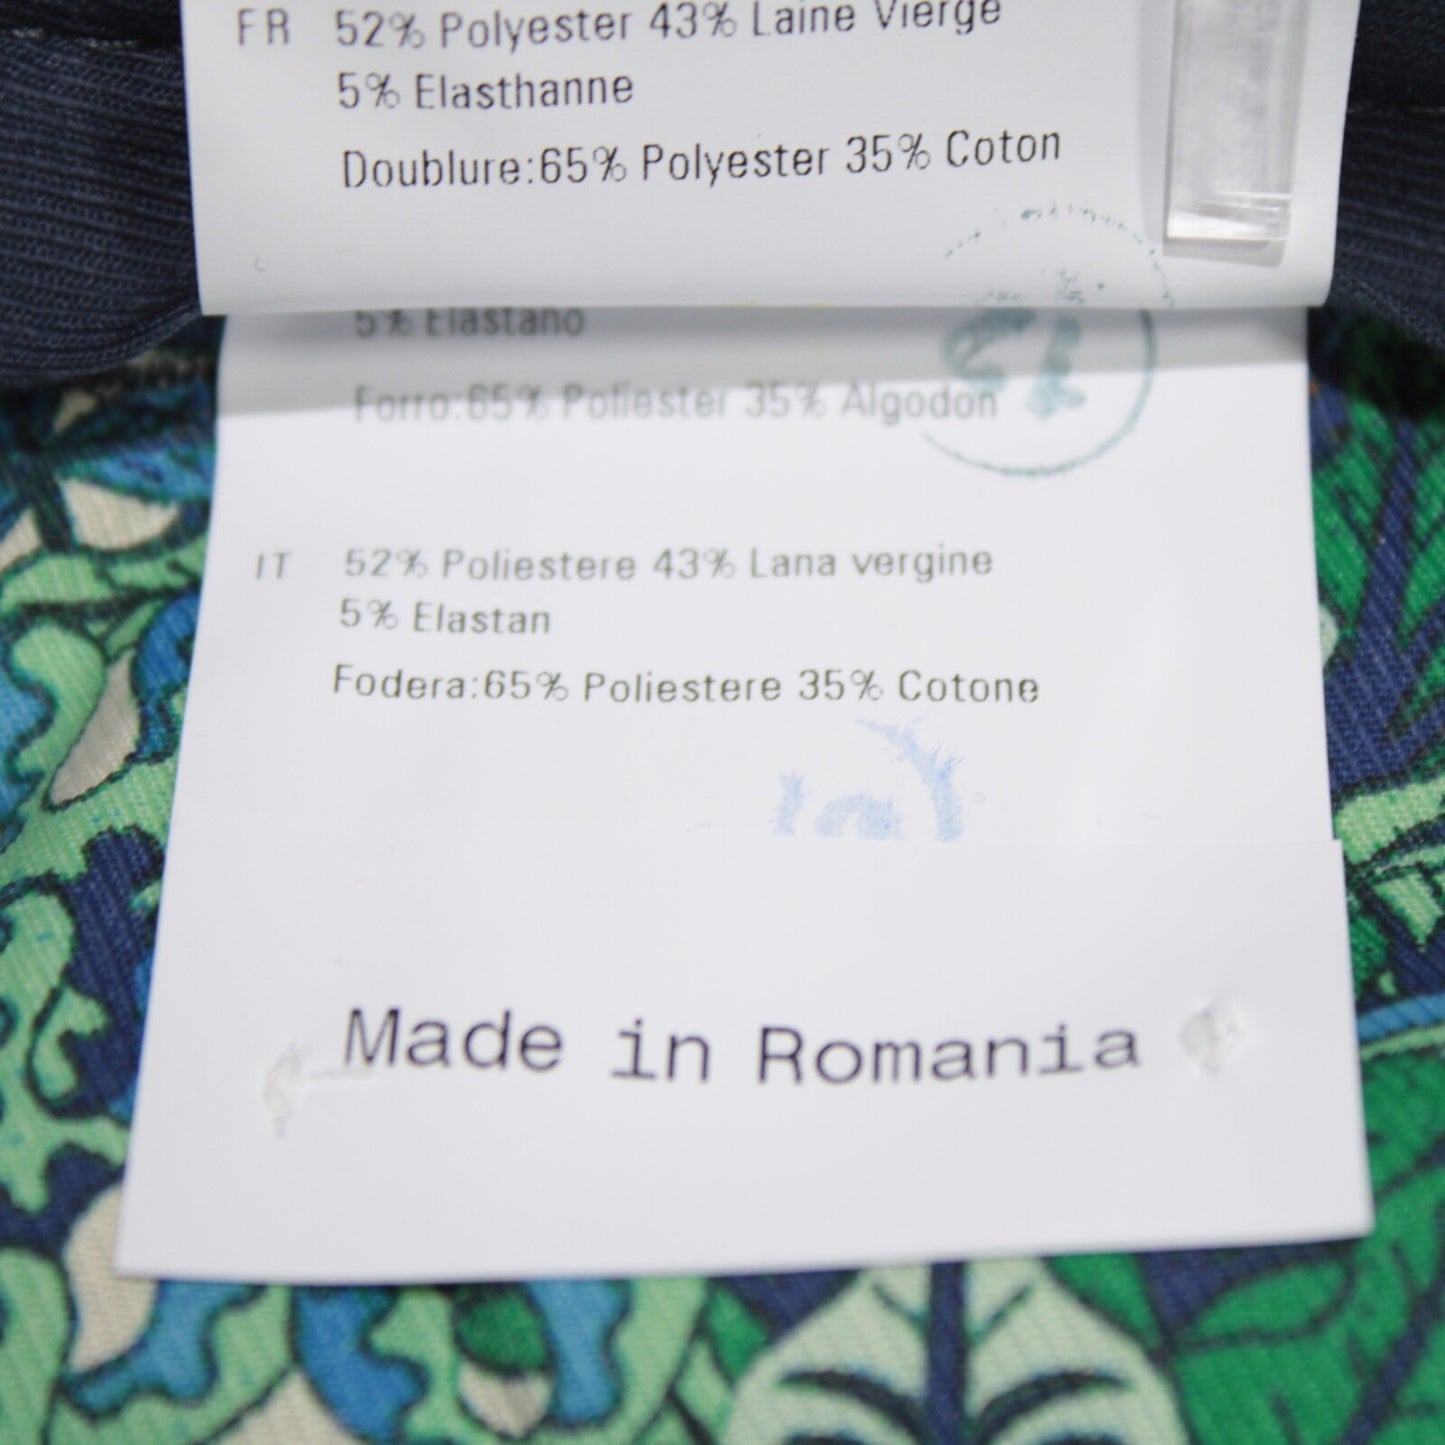 FR 52% Polyester 43% Laine Vierge
5% Elasthanne
Doublure:65% Polyester 35% Coton
5% Elastano
Forro:65% Poliester 35% Algodon
IT 52% Poliestere 43% Lana vergine
5% Elastan
Fodera:65% Poliestere 35% Cotone
Made in Romania